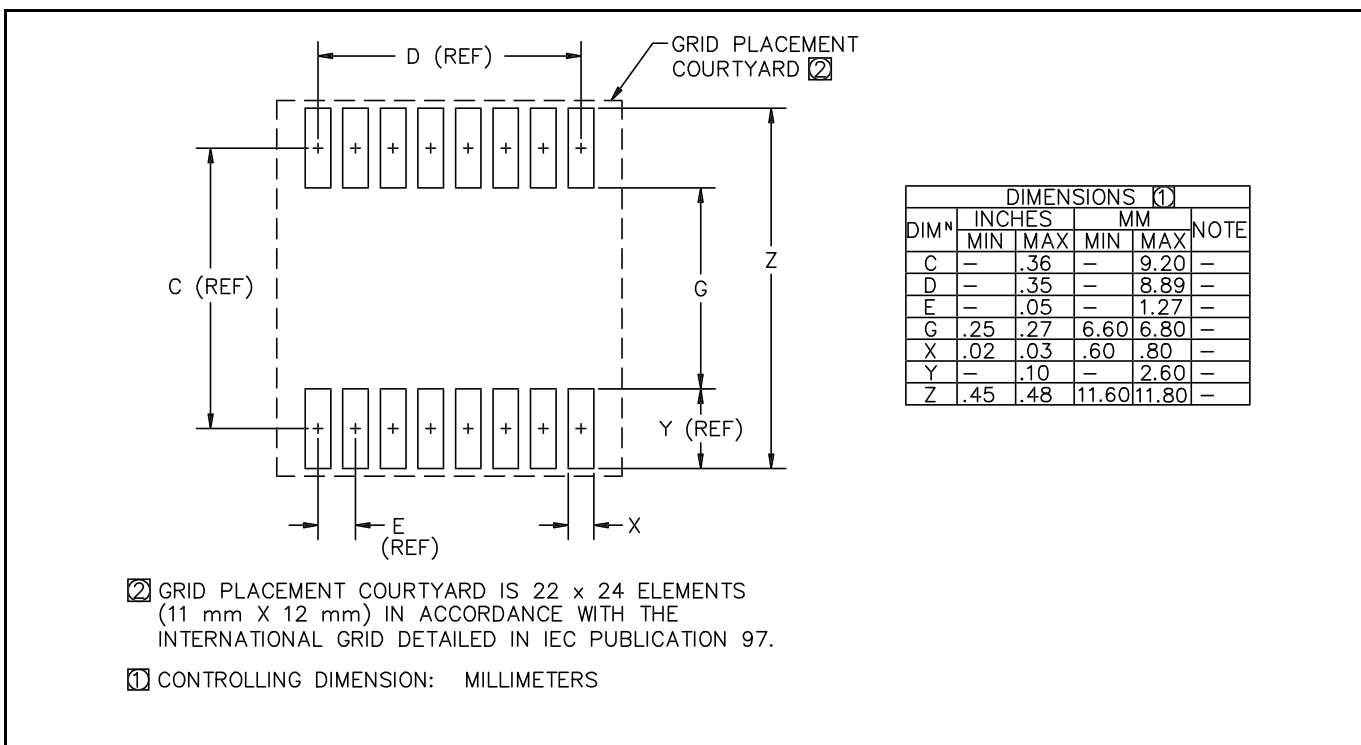 D (REF)
GRID PLACEMENT
COURTYARD 2
C (REF)
G
Z
Y (REF)
E
(REF)
X
DIMENSIONS 1
DIMᴺ INCHES MM NOTE
MIN MAX MIN MAX
C – .36 – 9.20 –
D – .35 – 8.89 –
E – .05 – 1.27 –
G .25 .27 6.60 6.80 –
X .02 .03 .60 .80 –
Y – .10 – 2.60 –
Z .45 .48 11.60 11.80 –
2 GRID PLACEMENT COURTYARD IS 22 x 24 ELEMENTS
(11 mm X 12 mm) IN ACCORDANCE WITH THE
INTERNATIONAL GRID DETAILED IN IEC PUBLICATION 97.
1 CONTROLLING DIMENSION: MILLIMETERS